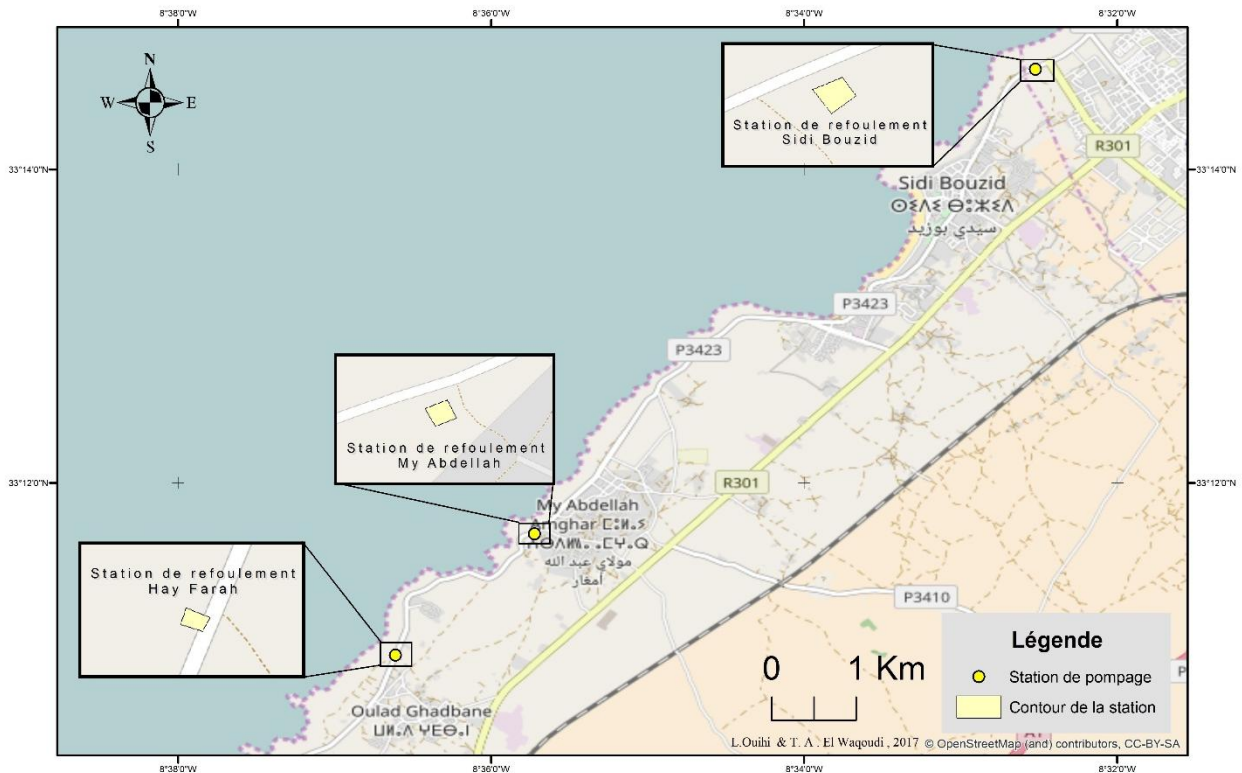 8°38'0"W
8°36'0"W
8°34'0"W
8°32'0"W
N
W
E
S
Station de refoulement
Sidi Bouzid
R301
33°14'0"N
33°14'0"N
Sidi Bouzid
ⵙⵉⴷⵉ ⴱⵓⵣⵉⴷ
سيدي بوزيد
P3423
P3423
Station de refoulement
My Abdellah
33°12'0"N
R301
33°12'0"N
My Abdellah
Amghar
مولاي عبد الله
أمغار
Station de refoulement
Hay Farah
P3410
Légende
Station de pompage
Contour de la station
0 1 Km
Oulad Ghadbane
L.Ouihi & T. A . El Waqoudi , 2017 © OpenStreetMap (and) contributors, CC-BY-SA
8°38'0"W
8°36'0"W
8°34'0"W
8°32'0"W